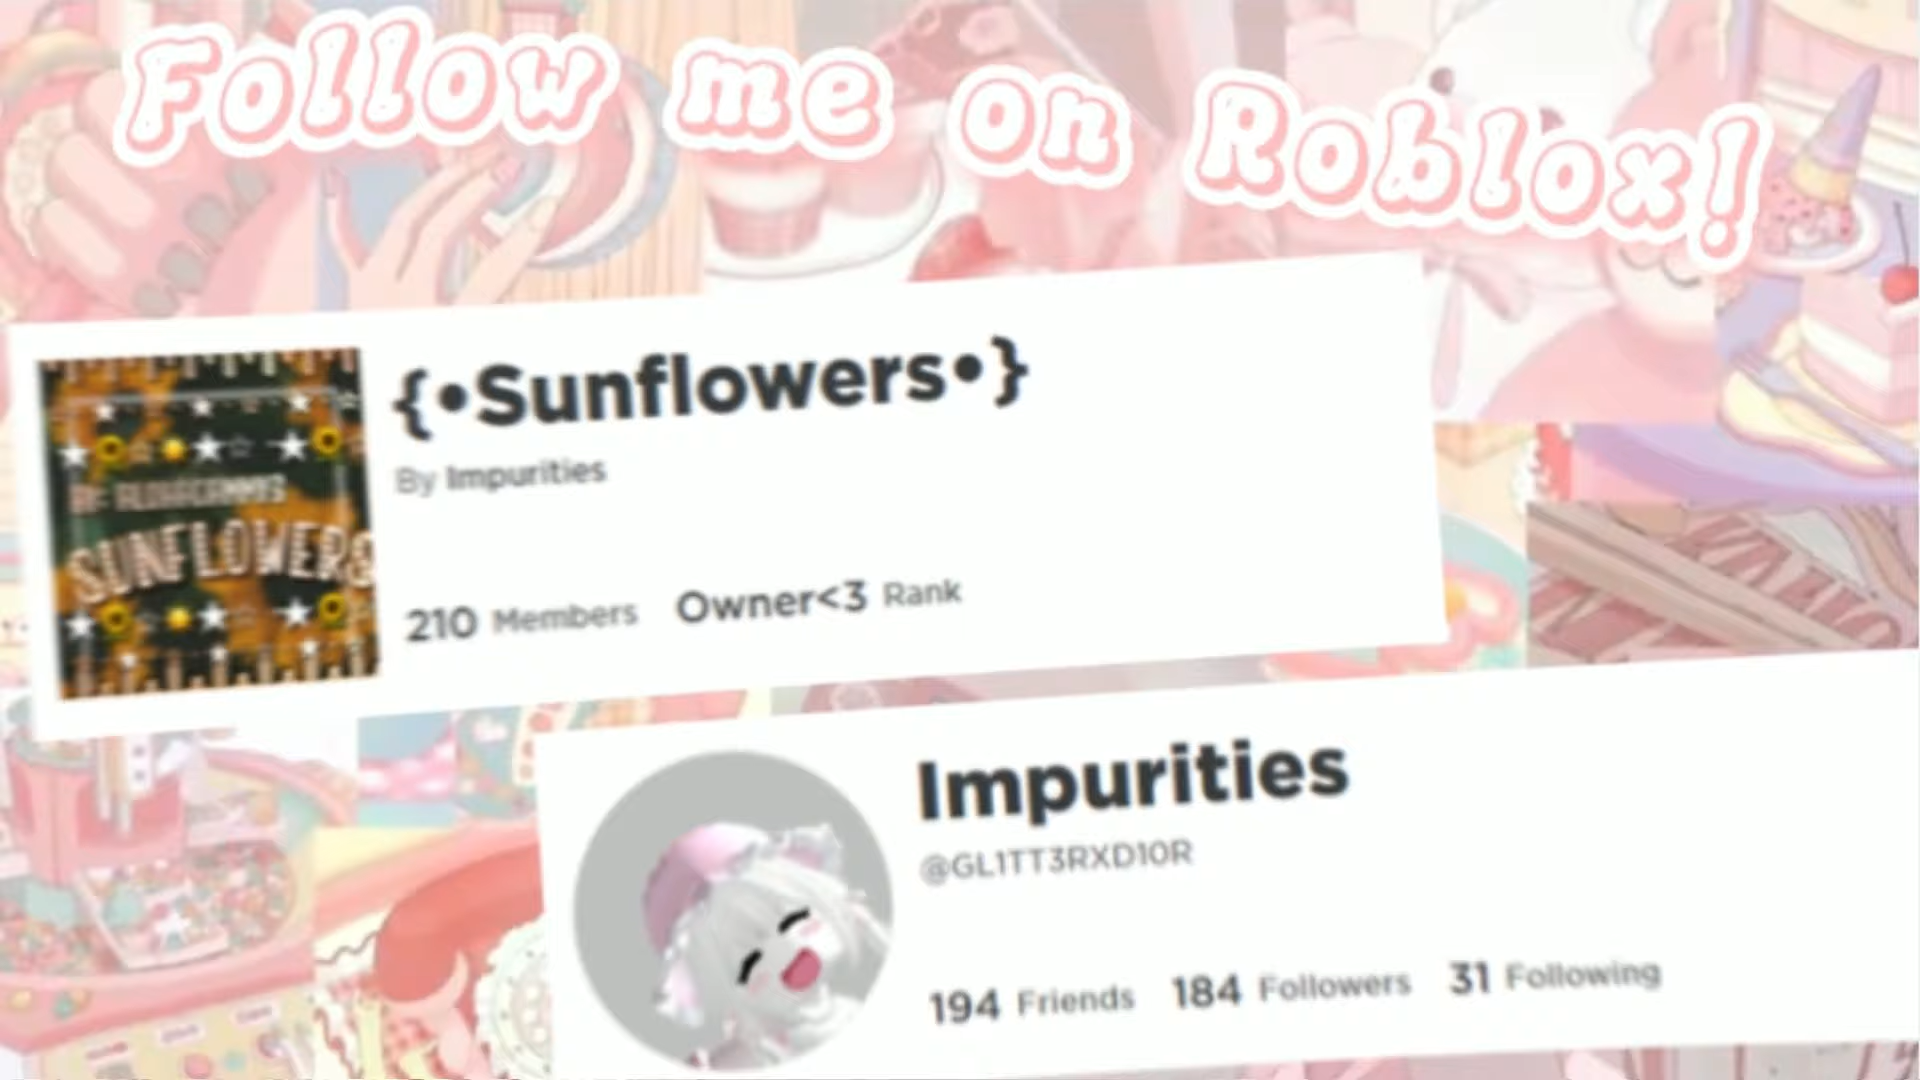 Follow me on Roblox!
{•Sunflowers•}
By Impurities
SUNFLOWERS
210 Members Owner<3 Rank
Impurities
@GL1TT3RXD10R
194 Friends 184 Followers 31 Following